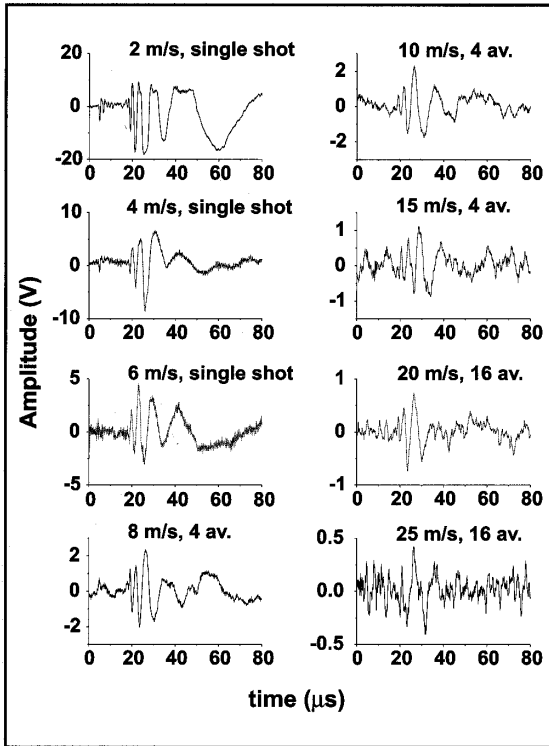 2 m/s, single shot
20
0
-20
0 20 40 60 80
10 m/s, 4 av.
2
0
-2
0 20 40 60 80
4 m/s, single shot
10
0
-10
0 20 40 60 80
15 m/s, 4 av.
1
0
-1
0 20 40 60 80
6 m/s, single shot
5
0
-5
0 20 40 60 80
20 m/s, 16 av.
1
0
-1
0 20 40 60 80
8 m/s, 4 av.
2
0
-2
0 20 40 60 80
25 m/s, 16 av.
0.5
0.0
-0.5
0 20 40 60 80
Amplitude (V)
time (μs)